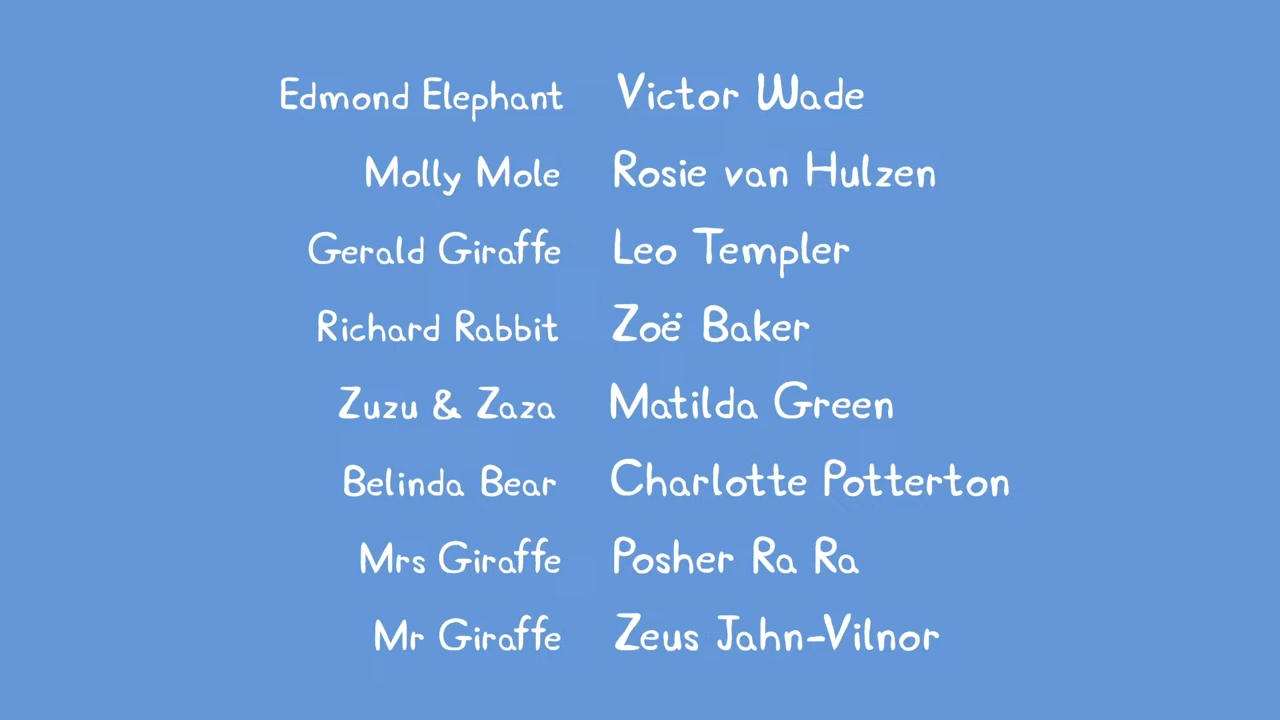 Edmond Elephant Victor Wade
Molly Mole Rosie van Hulzen
Gerald Giraffe Leo Templer
Richard Rabbit Zoë Baker
Zuzu & Zaza Matilda Green
Belinda Bear Charlotte Potterton
Mrs Giraffe Posher Ra Ra
Mr Giraffe Zeus Jahn-Vilnor